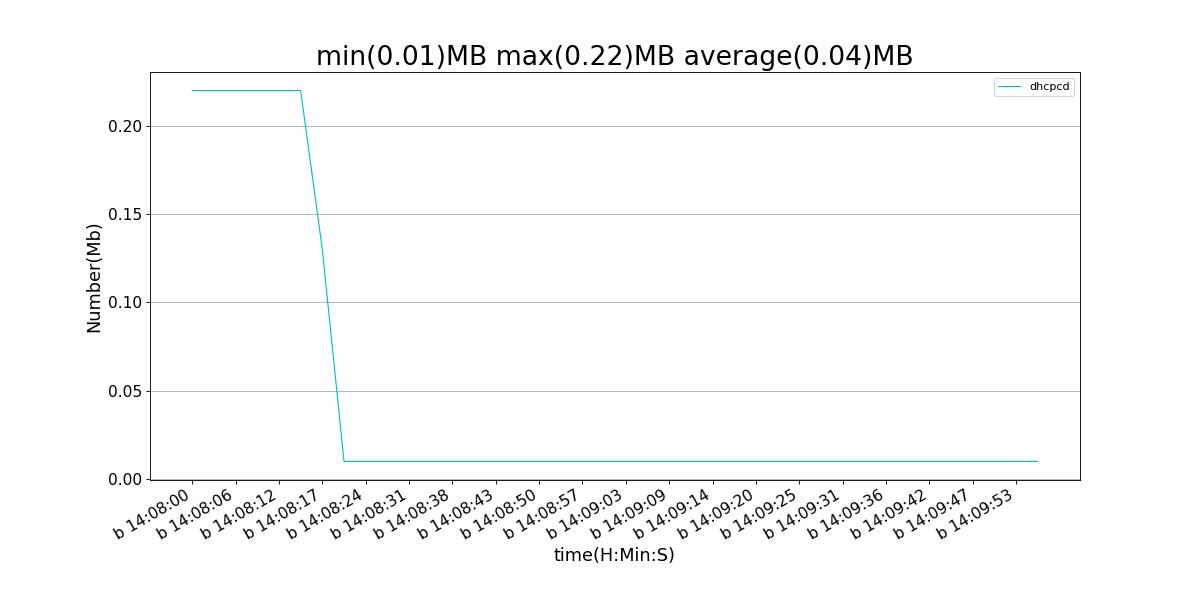 min(0.01)MB max(0.22)MB average(0.04)MB
dhcpcd
0.20
0.15
0.10
0.05
0.00
Number(Mb)
b 14:08:00
b 14:08:06
b 14:08:12
b 14:08:17
b 14:08:24
b 14:08:31
b 14:08:38
b 14:08:43
b 14:08:50
b 14:08:57
b 14:09:03
b 14:09:09
b 14:09:14
b 14:09:20
b 14:09:25
b 14:09:31
b 14:09:36
b 14:09:42
b 14:09:47
b 14:09:53
time(H:Min:S)